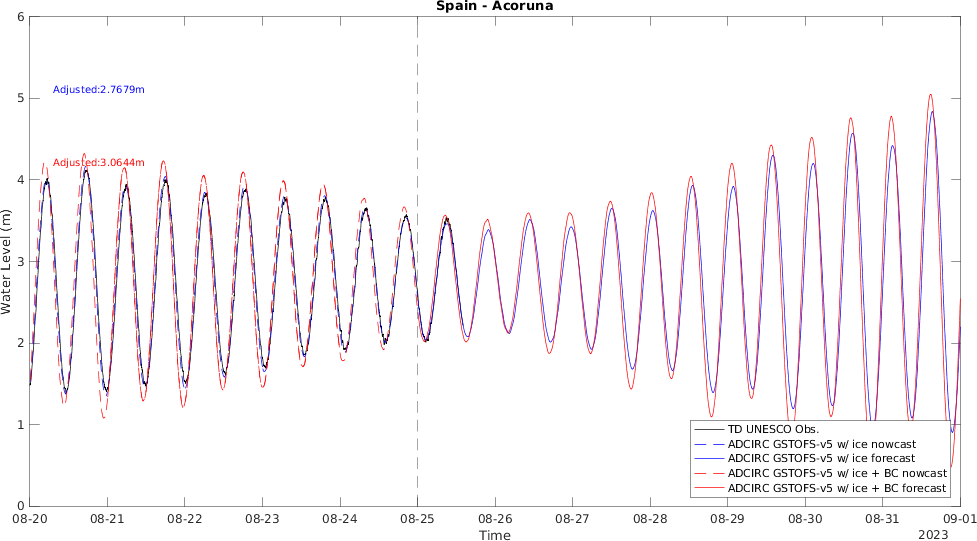 Spain - Acoruna
6
5
4
3
2
1
0
Water Level (m)
Adjusted:2.7679m
Adjusted:3.0644m
TD UNESCO Obs.
ADCIRC GSTOFS-v5 w/ ice nowcast
ADCIRC GSTOFS-v5 w/ ice forecast
ADCIRC GSTOFS-v5 w/ ice + BC nowcast
ADCIRC GSTOFS-v5 w/ ice + BC forecast
08-20 08-21 08-22 08-23 08-24 08-25 08-26 08-27 08-28 08-29 08-30 08-31 09-01
Time
2023